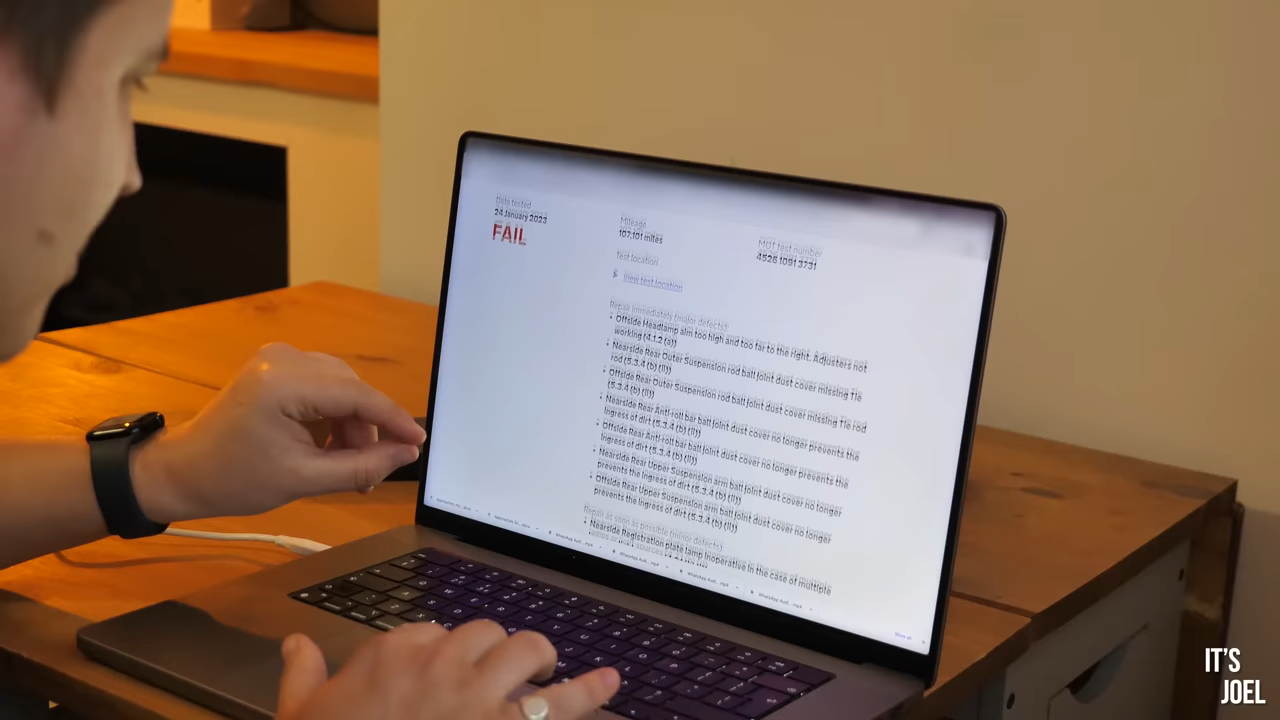 Date tested
24 January 2023
FAIL
Mileage
107,101 miles
MOT test number
4526 1091 3731
Test location
View test location
Repair immediately (major defects):
Offside Headlamp aim too high and too far to the right. Adjusters not
working (4.1.2 (a))
Nearside Rear Outer Suspension rod ball joint dust cover missing Tie
rod (5.3.4 (b) (ii))
Offside Rear Outer Suspension rod ball joint dust cover missing Tie rod
(5.3.4 (b) (ii))
Nearside Rear Anti-roll bar ball joint dust cover no longer prevents the
ingress of dirt (5.3.4 (b) (ii))
Offside Rear Anti-roll bar ball joint dust cover no longer prevents the
ingress of dirt (5.3.4 (b) (ii))
Nearside Rear Upper Suspension arm ball joint dust cover no longer
prevents the ingress of dirt (5.3.4 (b) (ii))
Offside Rear Upper Suspension arm ball joint dust cover no longer
prevents the ingress of dirt (5.3.4 (b) (ii))
Repair as soon as possible (minor defects):
Nearside Registration plate lamp inoperative in the case of multiple
Show all
IT'S
JOEL